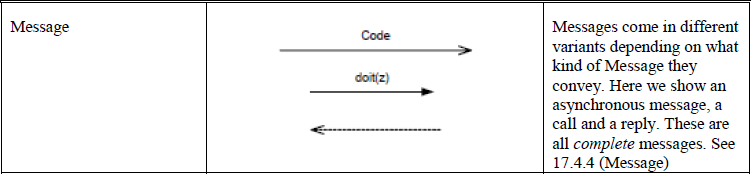 Message
Code
doit(z)
Messages come in different
variants depending on what
kind of Message they
convey. Here we show an
asynchronous message, a
call and a reply. These are
all complete messages. See
17.4.4 (Message)